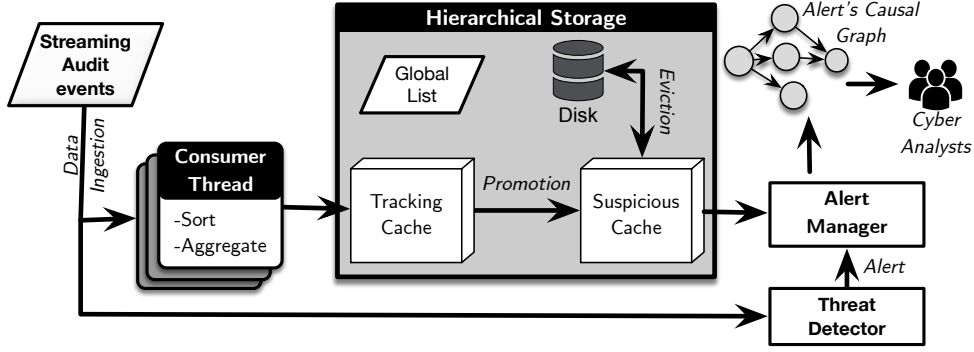 Streaming
Audit
events
Data
Ingestion
Consumer
Thread
-Sort
-Aggregate
Hierarchical Storage
Global
List
Disk
Eviction
Tracking
Cache
Promotion
Suspicious
Cache
Alert's Causal
Graph
Cyber
Analysts
Alert
Manager
Alert
Threat
Detector